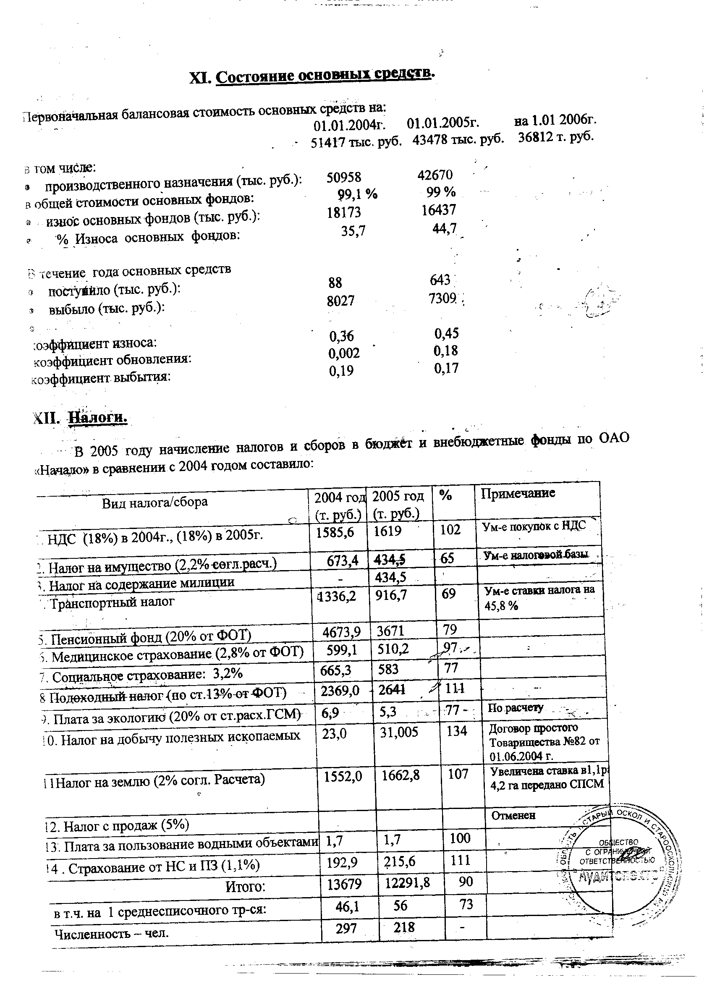 XI. Состояние основных средств.
Первоначальная балансовая стоимость основных средств на:
01.01.2004г. 01.01.2005г. на 1.01 2006г.
51417 тыс. руб. 43478 тыс. руб. 36812 т. руб.
в том числе:
производственного назначения (тыс. руб.): 50958 42670
в общей стоимости основных фондов: 99,1 % 99 %
износ основных фондов (тыс. руб.): 18173 16437
% Износа основных фондов: 35,7 44,7
В течение года основных средств
поступило (тыс. руб.): 88 643
выбыло (тыс. руб.): 8027 7309
коэффициент износа: 0,36 0,45
коэффициент обновления: 0,002 0,18
коэффициент выбытия: 0,19 0,17
XII. Налоги.
В 2005 году начисление налогов и сборов в бюджет и внебюджетные фонды по ОАО
«Начало» в сравнении с 2004 годом составило:
Вид налога/сбора 2004 год 2005 год % Примечание
(т. руб.) (т. руб.)
НДС (18%) в 2004г., (18%) в 2005г. 1585,6 1619 102 Ум-е покупок с НДС
2. Налог на имущество (2,2% согл.расч.) 673,4 434,5 65 Ум-е налоговой базы
3. Налог на содержание милиции - 434,5
Транспортный налог 1336,2 916,7 69 Ум-е ставки налога на
45,8 %
5. Пенсионный фонд (20% от ФОТ) 4673,9 3671 79
6. Медицинское страхование (2,8% от ФОТ) 599,1 510,2 97
7. Социальное страхование: 3,2% 665,3 583 77
8 Подоходный налог (по ст.13% от ФОТ) 2369,0 2641 111
9. Плата за экологию (20% от ст.расх.ГСМ) 6,9 5,3 77 По расчету
10. Налог на добычу полезных ископаемых 23,0 31,005 134 Договор простого
Товарищества №82 от
01.06.2004 г.
11Налог на землю (2% согл. Расчета) 1552,0 1662,8 107 Увеличена ставка в1,1р
4,2 га передано СПСМ
12. Налог с продаж (5%) Отменен
13. Плата за пользование водными объектами 1,7 1,7 100
14 . Страхование от НС и ПЗ (1,1%) 192,9 215,6 111
Итого: 13679 12291,8 90
в т.ч. на 1 среднесписочного тр-ся: 46,1 56 73
Численность – чел. 297 218 -
СТАРЫЙ ОСКОЛ И СТАРООСКОЛЬСКИЙ
ОБЩЕСТВО
С ОГРАНИЧЕННОЙ
ОТВЕТСТВЕННОСТЬЮ
"Аудитспектр"